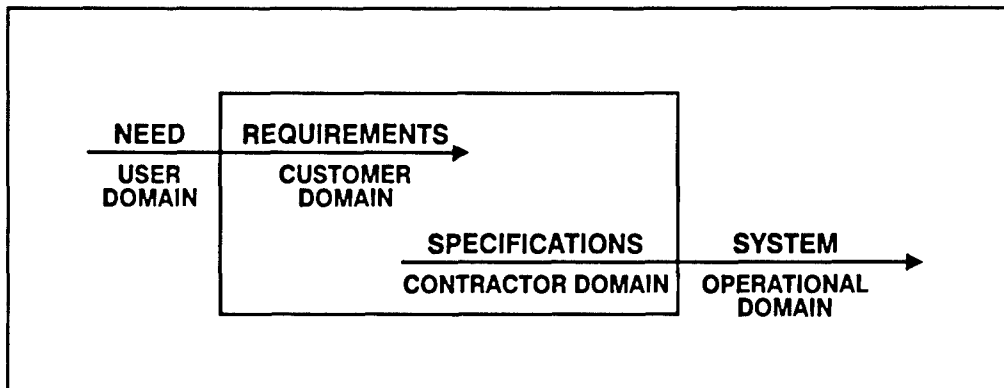 NEED
REQUIREMENTS
USER
DOMAIN
CUSTOMER
DOMAIN
SPECIFICATIONS
SYSTEM
CONTRACTOR DOMAIN
OPERATIONAL
DOMAIN